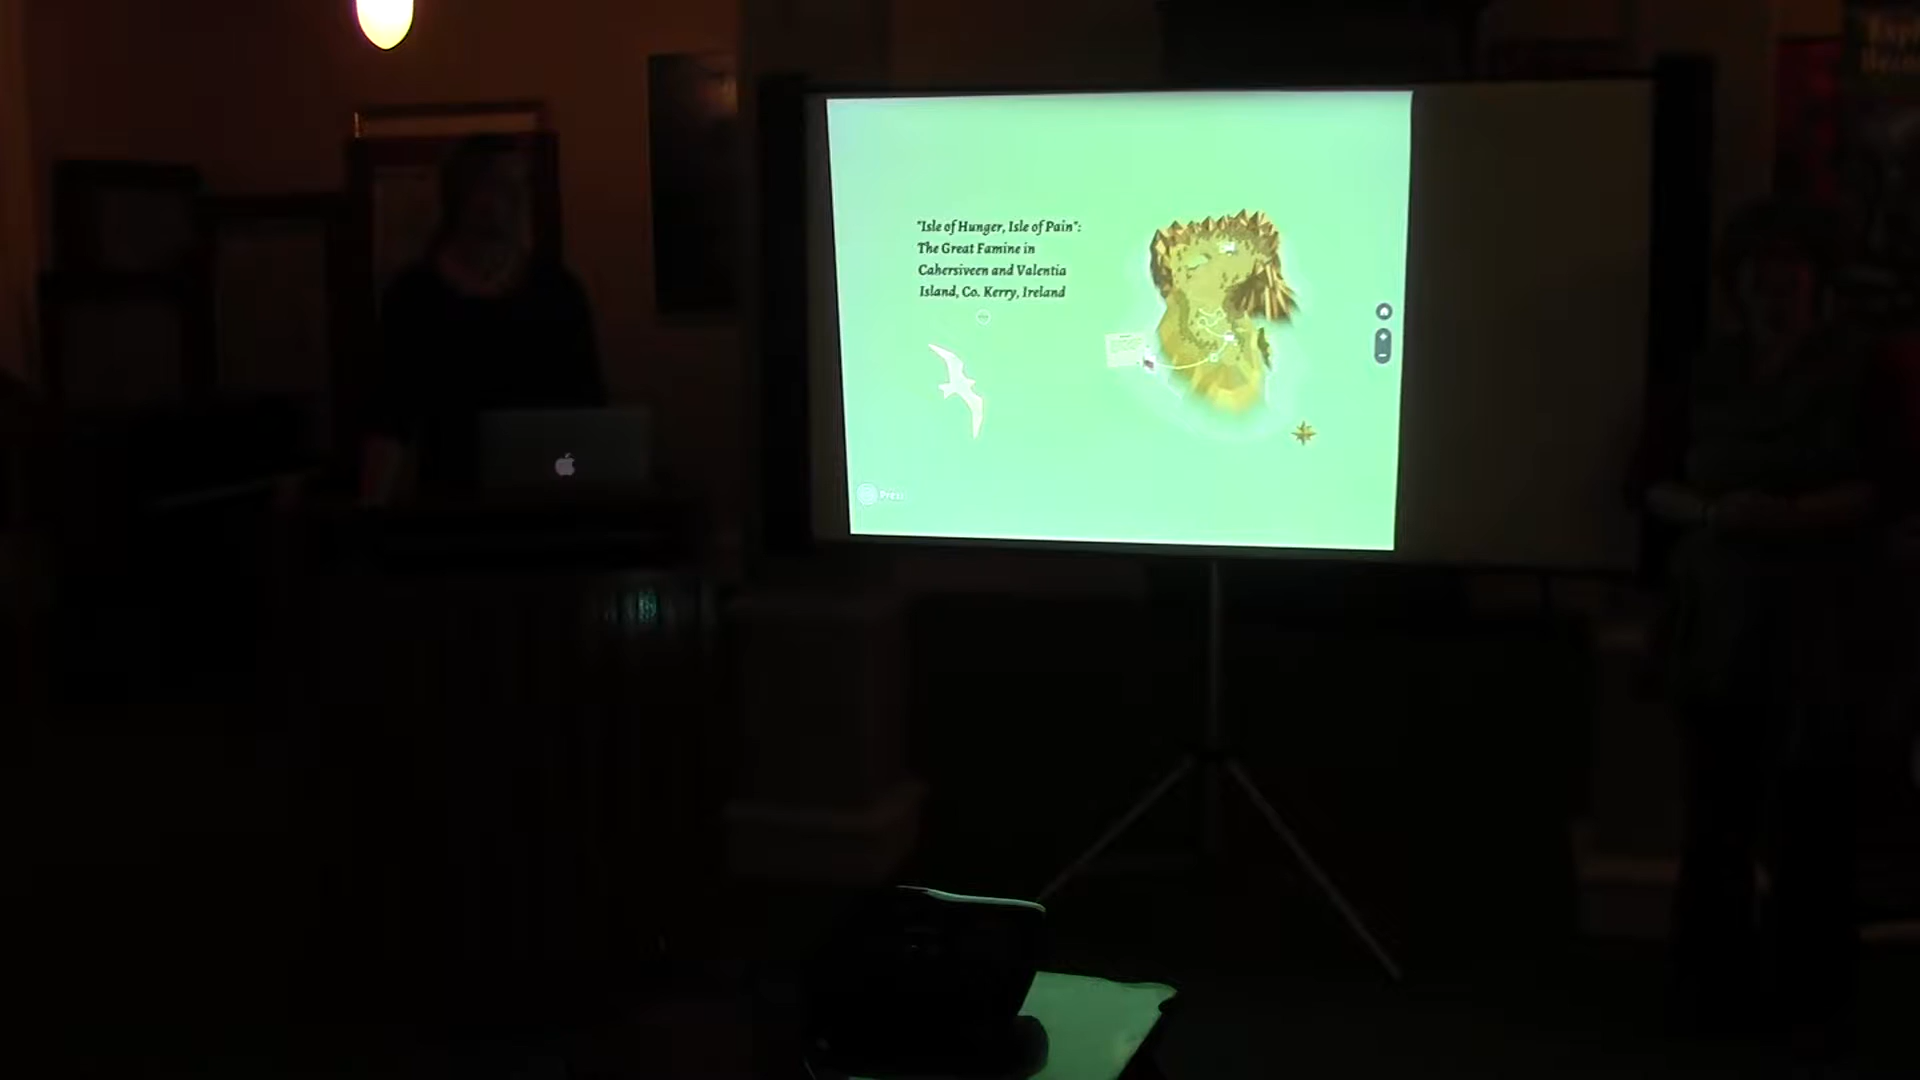 "Isle of Hunger, Isle of Pain":
The Great Famine in
Cahersiveen and Valentia
Island, Co. Kerry, Ireland